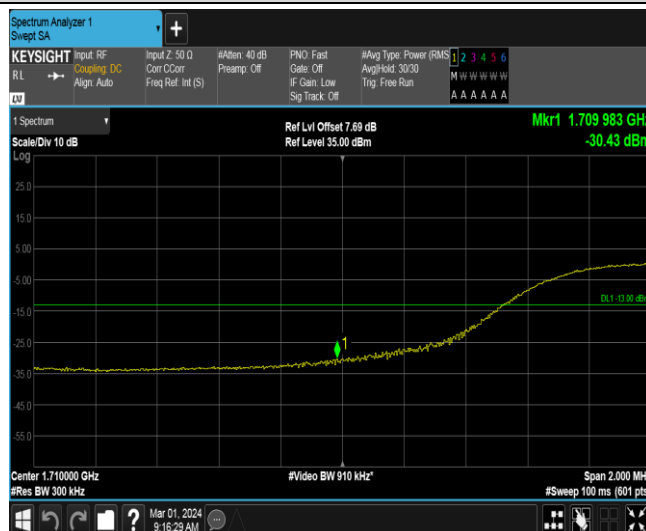 Spectrum Analyzer 1
Swept SA
KEYSIGHT
RL
LXI
Input: RF
Coupling: DC
Align: Auto
Input Z: 50 Ω
Corr CCorr
Freq Ref: Int (S)
#Atten: 40 dB
Preamp: Off
PNO: Fast
Gate: Off
IF Gain: Low
Sig Track: Off
#Avg Type: Power (RMS
Avg|Hold: 30/30
Trig: Free Run
1 2 3 4 5 6
M W W W W W
A A A A A A
1 Spectrum
Scale/Div 10 dB
Log
Ref Lvl Offset 7.69 dB
Ref Level 35.00 dBm
Mkr1 1.709 983 GHz
-30.43 dBm
25.0
15.0
5.00
-5.00
-15.0
-25.0
-35.0
-45.0
-55.0
DL1 -13.00 dBm
1
Center 1.710000 GHz
#Res BW 300 kHz
#Video BW 910 kHz*
Span 2.000 MHz
#Sweep 100 ms (601 pts)
?
Mar 01, 2024
9:16:29 AM